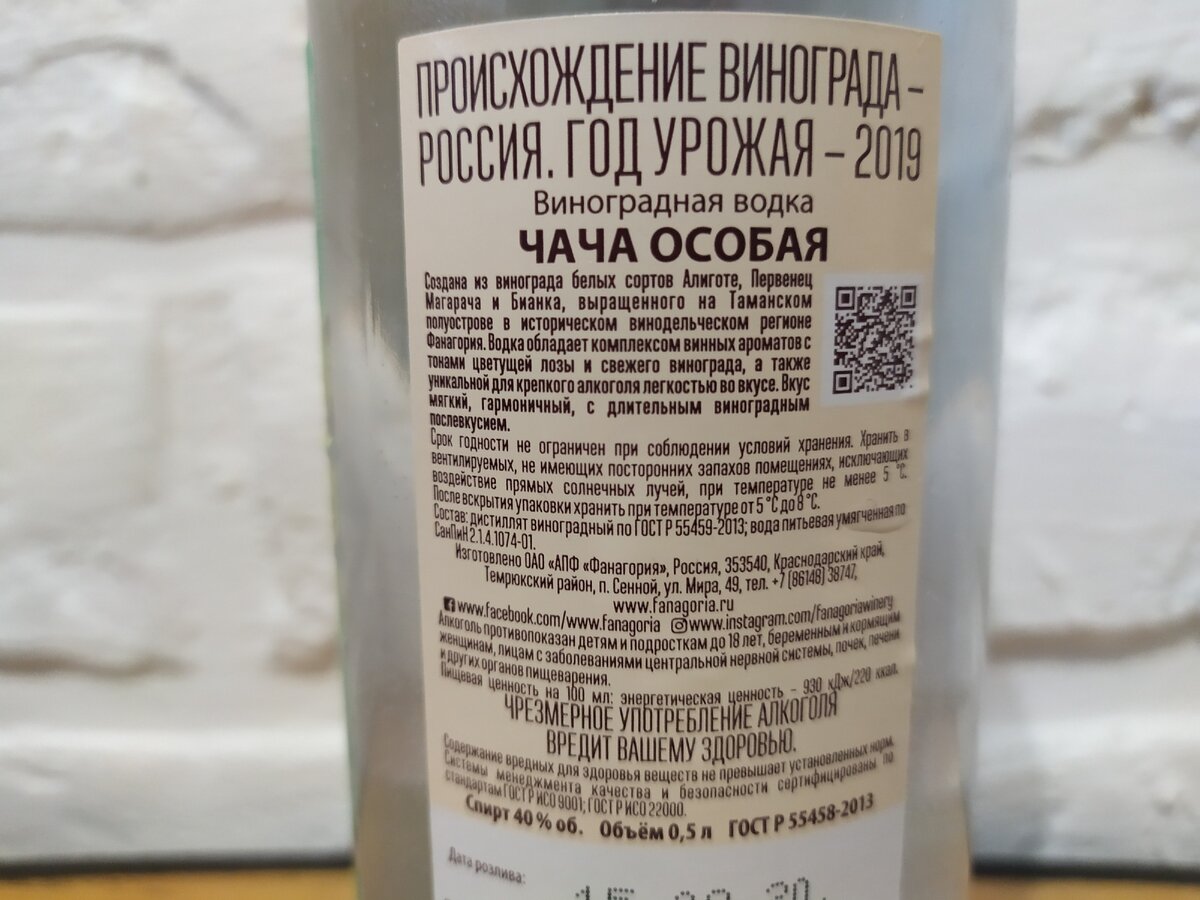 ПРОИСХОЖДЕНИЕ ВИНОГРАДА –
РОССИЯ. ГОД УРОЖАЯ – 2019
Виноградная водка
ЧАЧА ОСОБАЯ
Создана из винограда белых сортов Алиготе, Первенец
Магарача и Бианка, выращенного на Таманском
полуострове в историческом винодельческом регионе
Фанагория. Водка обладает комплексом винных ароматов с
тонами цветущей лозы и свежего винограда, а также
уникальной для крепкого алкоголя легкостью во вкусе. Вкус
мягкий, гармоничный, с длительным виноградным
послевкусием.
Срок годности не ограничен при соблюдении условий хранения. Хранить в
вентилируемых, не имеющих посторонних запахов помещениях, исключающих
воздействие прямых солнечных лучей, при температуре не менее 5 °С.
После вскрытия упаковки хранить при температуре от 5 °С до 8 °С.
Состав: дистиллят виноградный по ГОСТ Р 55459-2013; вода питьевая умягченная по
СанПиН 2.1.4.1074-01.
Изготовлено ОАО «АПФ «Фанагория», Россия, 353540, Краснодарский край,
Темрюкский район, п. Сенной, ул. Мира, 49, тел. +7 (86148) 38747,
www.fanagoria.ru
www.facebook.com/www.fanagoria www.instagram.com/fanagoriawinery
Алкоголь противопоказан детям и подросткам до 18 лет, беременным и кормящим
женщинам, лицам с заболеваниями центральной нервной системы, почек, печени
и других органов пищеварения.
Пищевая ценность на 100 мл: энергетическая ценность – 930 кДж/220 ккал.
ЧРЕЗМЕРНОЕ УПОТРЕБЛЕНИЕ АЛКОГОЛЯ
ВРЕДИТ ВАШЕМУ ЗДОРОВЬЮ.
Содержание вредных для здоровья веществ не превышает установленных норм.
Системы менеджмента качества и безопасности сертифицированы по
стандартам ГОСТ Р ИСО 9001; ГОСТ Р ИСО 22000.
Спирт 40 % об. Объём 0,5 л ГОСТ Р 55458-2013
Дата розлива: